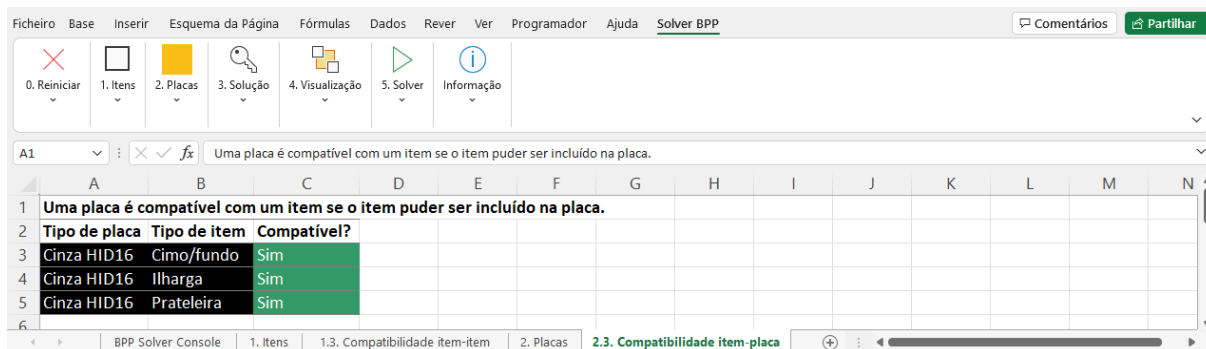 Ficheiro Base Inserir Esquema da Página Fórmulas Dados Rever Ver Programador Ajuda Solver BPP Comentários Partilhar
0. Reiniciar 1. Itens 2. Placas 3. Solução 4. Visualização 5. Solver Informação
A1 fx Uma placa é compatível com um item se o item puder ser incluído na placa.
A B C D E F G H I J K L M N
1 Uma placa é compatível com um item se o item puder ser incluído na placa.
2 Tipo de placa Tipo de item Compatível?
3 Cinza HID16 Cimo/fundo Sim
4 Cinza HID16 Ilharga Sim
5 Cinza HID16 Prateleira Sim
6
BPP Solver Console 1. Itens 1.3. Compatibilidade item-item 2. Placas 2.3. Compatibilidade item-placa